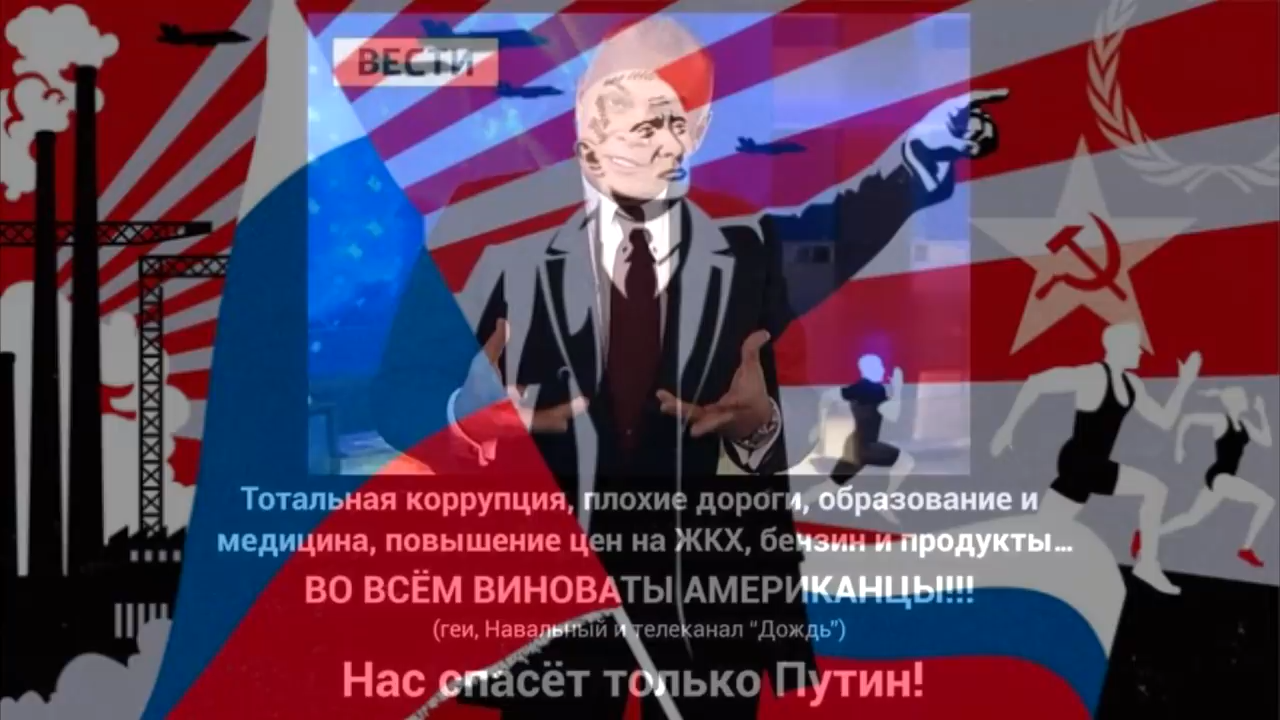 ВЕСТИ
Тотальная коррупция, плохие дороги, образование и
медицина, повышение цен на ЖКХ, бензин и продукты...
ВО ВСЁМ ВИНОВАТЫ АМЕРИКАНЦЫ!!!
(геи, Навальный и телеканал "Дождь")
Нас спасёт только Путин!